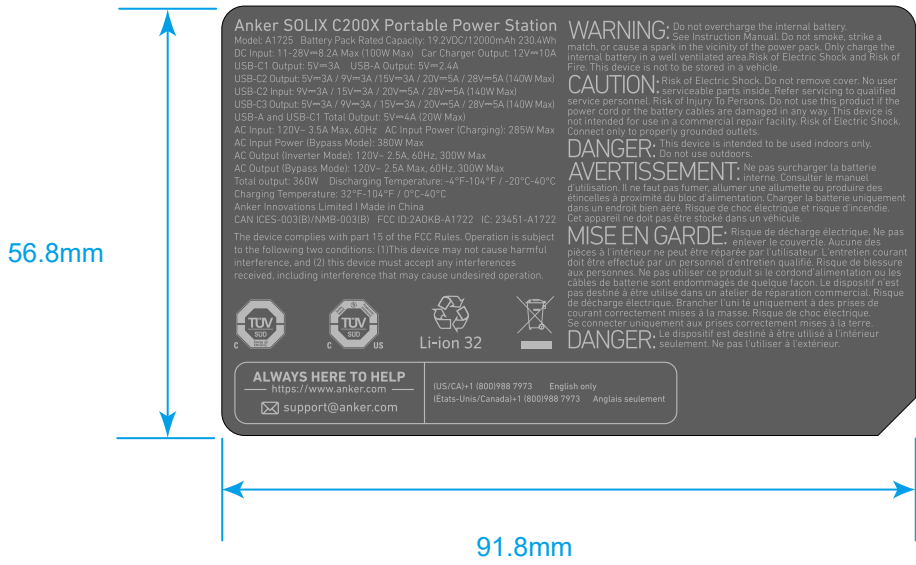 Anker SOLIX C200X Portable Power Station
Model: A1725 Battery Pack Rated Capacity: 19.2VDC/12000mAh 230.4Wh
DC Input: 11-28V⎓8.2A Max (100W Max) Car Charger Output: 12V⎓10A
USB-C1 Output: 5V⎓3A USB-A Output: 5V⎓2.4A
USB-C2 Output: 5V⎓3A / 9V⎓3A /15V⎓3A / 20V⎓5A / 28V⎓5A (140W Max)
USB-C2 Input: 9V⎓3A / 15V⎓3A / 20V⎓5A / 28V⎓5A (140W Max)
USB-C3 Output: 5V⎓3A / 9V⎓3A / 15V⎓3A / 20V⎓5A / 28V⎓5A (140W Max)
USB-A and USB-C1 Total Output: 5V⎓4A (20W Max)
AC Input: 120V~ 3.5A Max, 60Hz AC Input Power (Charging): 285W Max
AC Input Power (Bypass Mode): 380W Max
AC Output (Inverter Mode): 120V~ 2.5A, 60Hz, 300W Max
AC Output (Bypass Mode): 120V~ 2.5A Max, 60Hz, 300W Max
Total output: 360W Discharging Temperature: -4°F-104°F / -20°C-40°C
Charging Temperature: 32°F-104°F / 0°C-40°C
Anker Innovations Limited I Made in China
CAN ICES-003(B)/NMB-003(B) FCC ID:2AOKB-A1722 IC: 23451-A1722
The device complies with part 15 of the FCC Rules. Operation is subject
to the following two conditions: (1)This device may not cause harmful
interference, and (2) this device must accept any interferences
received, including interference that may cause undesired operation.
TÜV
SÜD
C
TÜV
SÜD
C US
Li-ion 32
ALWAYS HERE TO HELP
https://www.anker.com
support@anker.com
(US/CA)+1 (800)988 7973 English only
(États-Unis/Canada)+1 (800)988 7973 Anglais seulement
WARNING: Do not overcharge the internal battery.
See Instruction Manual. Do not smoke, strike a
match, or cause a spark in the vicinity of the power pack. Only charge the
internal battery in a well ventilated area.Risk of Electric Shock and Risk of
Fire. This device is not to be stored in a vehicle.
CAUTION: Risk of Electric Shock. Do not remove cover. No user
serviceable parts inside. Refer servicing to qualified
service personnel. Risk of Injury To Persons. Do not use this product if the
power cord or the battery cables are damaged in any way. This device is
not intended for use in a commercial repair facility. Risk of Electric Shock.
Connect only to properly grounded outlets.
DANGER: This device is intended to be used indoors only.
Do not use outdoors.
AVERTISSEMENT: Ne pas surcharger la batterie
interne. Consulter le manuel
d'utilisation. Il ne faut pas fumer, allumer une allumette ou produire des
étincelles à proximité du bloc d'alimentation. Charger la batterie uniquement
dans un endroit bien aéré. Risque de choc électrique et risque d'incendie.
Cet appareil ne doit pas être stocké dans un véhicule.
MISE EN GARDE: Risque de décharge électrique. Ne pas
enlever le couvercle. Aucune des
pièces à l'intérieur ne peut être réparée par l'utilisateur. L'entretien courant
doit être effectué par un personnel d'entretien qualifié. Risque de blessure
aux personnes. Ne pas utiliser ce produit si le cordond'alimentation ou les
câbles de batterie sont endommagés de quelque façon. Le dispositif n'est
pas destiné à être utilisé dans un atelier de réparation commercial. Risque
de décharge électrique. Brancher l'uni té uniquement à des prises de
courant correctement mises à la masse. Risque de choc électrique.
Se connecter uniquement aux prises correctement mises à la terre.
DANGER: Le dispositif est destiné à être utilisé à l'intérieur
seulement. Ne pas l'utiliser à l'extérieur.
56.8mm
91.8mm